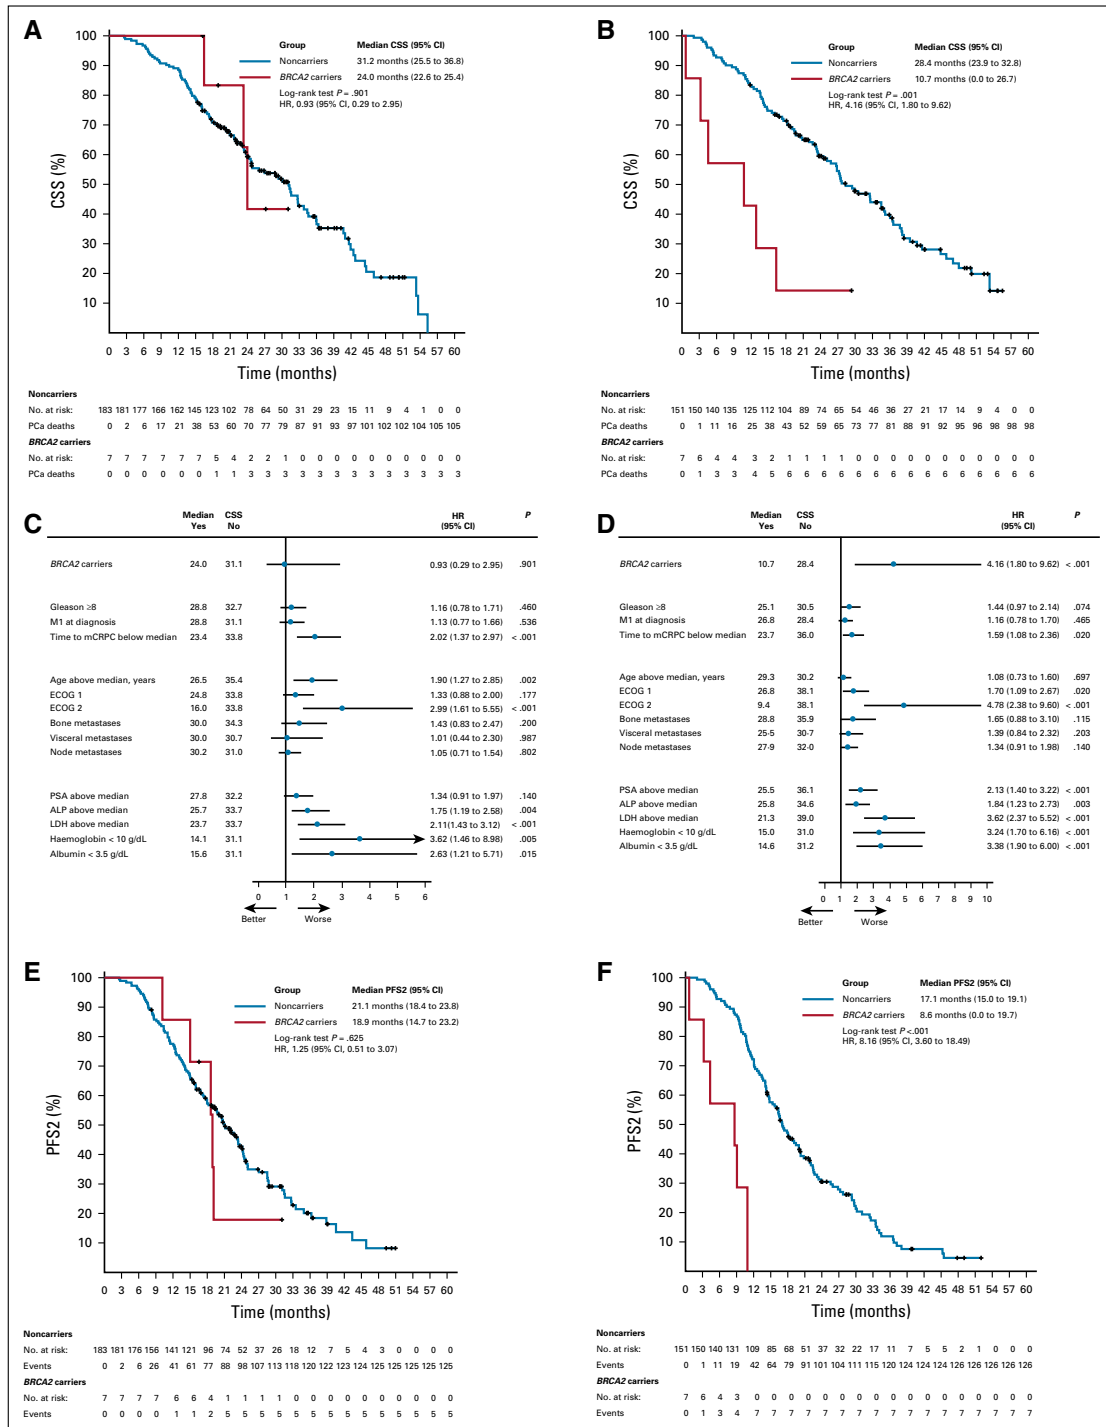 A
Group Median CSS (95% CI)
Noncarriers 31.2 months (25.5 to 36.8)
BRCA2 carriers 24.0 months (22.6 to 25.4)
Log-rank test P = .901
HR, 0.93 (95% CI, 0.29 to 2.95)
CSS (%)
100
90
80
70
60
50
40
30
20
10
0 3 6 9 12 15 18 21 24 27 30 33 36 39 42 45 48 51 54 57 60
Time (months)
Noncarriers
No. at risk: 183 181 177 166 162 145 123 102 78 64 50 31 29 23 15 11 9 4 1 0 0
PCa deaths 0 2 6 17 21 38 53 60 70 77 79 87 91 93 97 101 102 102 104 105 105
BRCA2 carriers
No. at risk: 7 7 7 7 7 7 5 4 2 2 1 0 0 0 0 0 0 0 0 0 0
PCa deaths 0 0 0 0 0 0 1 1 3 3 3 3 3 3 3 3 3 3 3 3 3
B
Group Median CSS (95% CI)
Noncarriers 28.4 months (23.9 to 32.8)
BRCA2 carriers 10.7 months (0.0 to 26.7)
Log-rank test P = .001
HR, 4.16 (95% CI, 1.80 to 9.62)
CSS (%)
100
90
80
70
60
50
40
30
20
10
0 3 6 9 12 15 18 21 24 27 30 33 36 39 42 45 48 51 54 57 60
Time (months)
Noncarriers
No. at risk: 151 150 140 135 125 112 104 89 74 65 54 46 36 27 21 17 14 9 4 0 0
PCa deaths 0 1 11 16 25 38 43 52 59 65 73 77 81 88 91 92 95 96 98 98 98
BRCA2 carriers
No. at risk: 7 6 4 4 3 2 1 1 1 1 0 0 0 0 0 0 0 0 0 0 0
PCa deaths 0 1 3 3 4 5 6 6 6 6 6 6 6 6 6 6 6 6 6 6 6
C
Median CSS HR P
Yes No (95% CI)
BRCA2 carriers 24.0 31.1 0.93 (0.29 to 2.95) .901
Gleason ≥8 28.8 32.7 1.16 (0.78 to 1.71) .460
M1 at diagnosis 28.8 31.1 1.13 (0.77 to 1.66) .536
Time to mCRPC below median 23.4 33.8 2.02 (1.37 to 2.97) < .001
Age above median, years 26.5 35.4 1.90 (1.27 to 2.85) .002
ECOG 1 24.8 33.8 1.33 (0.88 to 2.00) .177
ECOG 2 16.0 33.8 2.99 (1.61 to 5.55) < .001
Bone metastases 30.0 34.3 1.43 (0.83 to 2.47) .200
Visceral metastases 30.0 30.7 1.01 (0.44 to 2.30) .987
Node metastases 30.2 31.0 1.05 (0.71 to 1.54) .802
PSA above median 27.8 32.2 1.34 (0.91 to 1.97) .140
ALP above median 25.7 33.7 1.75 (1.19 to 2.58) .004
LDH above median 23.7 33.7 2.11(1.43 to 3.12) < .001
Haemoglobin < 10 g/dL 14.1 31.1 3.62 (1.46 to 8.98) .005
Albumin < 3.5 g/dL 15.6 31.1 2.63 (1.21 to 5.71) .015
0 1 2 3 4 5 6
Better Worse
D
Median CSS HR P
Yes No (95% CI)
BRCA2 carriers 10.7 28.4 4.16 (1.80 to 9.62) < .001
Gleason ≥8 25.1 30.5 1.44 (0.97 to 2.14) .074
M1 at diagnosis 26.8 28.4 1.16 (0.78 to 1.70) .465
Time to mCRPC below median 23.7 36.0 1.59 (1.08 to 2.36) .020
Age above median, years 29.3 30.2 1.08 (0.73 to 1.60) .697
ECOG 1 26.8 38.1 1.70 (1.09 to 2.67) .020
ECOG 2 9.4 38.1 4.78 (2.38 to 9.60) < .001
Bone metastases 28.8 35.9 1.65 (0.88 to 3.10) .115
Visceral metastases 25.5 30.7 1.39 (0.84 to 2.32) .203
Node metastases 27.9 32.0 1.34 (0.91 to 1.98) .140
PSA above median 25.5 36.1 2.13 (1.40 to 3.22) < .001
ALP above median 25.8 34.6 1.84 (1.23 to 2.73) .003
LDH above median 21.3 39.0 3.62 (2.37 to 5.52) < .001
Haemoglobin < 10 g/dL 15.0 31.0 3.24 (1.70 to 6.16) < .001
Albumin < 3.5 g/dL 14.6 31.2 3.38 (1.90 to 6.00) < .001
0 1 2 3 4 5 6 7 8 9 10
Better Worse
E
Group Median PFS2 (95% CI)
Noncarriers 21.1 months (18.4 to 23.8)
BRCA2 carriers 18.9 months (14.7 to 23.2)
Log-rank test P = .625
HR, 1.25 (95% CI, 0.51 to 3.07)
PFS2 (%)
100
90
80
70
60
50
40
30
20
10
0 3 6 9 12 15 18 21 24 27 30 33 36 39 42 45 48 51 54 57 60
Time (months)
Noncarriers
No. at risk: 183 181 176 156 141 121 96 74 52 37 26 18 12 7 5 4 3 0 0 0 0
Events 0 2 6 26 41 61 77 88 98 107 113 118 120 122 123 124 125 125 125 125 125
BRCA2 carriers
No. at risk: 7 7 7 7 6 6 4 1 1 1 1 0 0 0 0 0 0 0 0 0 0
Events 0 0 0 0 1 1 2 5 5 5 5 5 5 5 5 5 5 5 5 5 5
F
Group Median PFS2 (95% CI)
Noncarriers 17.1 months (15.0 to 19.1)
BRCA2 carriers 8.6 months (0.0 to 19.7)
Log-rank test P <.001
HR, 8.16 (95% CI, 3.60 to 18.49)
PFS2 (%)
100
90
80
70
60
50
40
30
20
10
0 3 6 9 12 15 18 21 24 27 30 33 36 39 42 45 48 51 54 57 60
Time (months)
Noncarriers
No. at risk: 151 150 140 131 109 85 68 51 37 32 22 17 11 7 5 5 2 1 0 0 0
Events 0 1 11 19 42 64 79 91 101 104 111 115 120 124 124 124 126 126 126 126 126
BRCA2 carriers
No. at risk: 7 6 4 3 0 0 0 0 0 0 0 0 0 0 0 0 0 0 0 0 0
Events 0 1 3 4 7 7 7 7 7 7 7 7 7 7 7 7 7 7 7 7 7